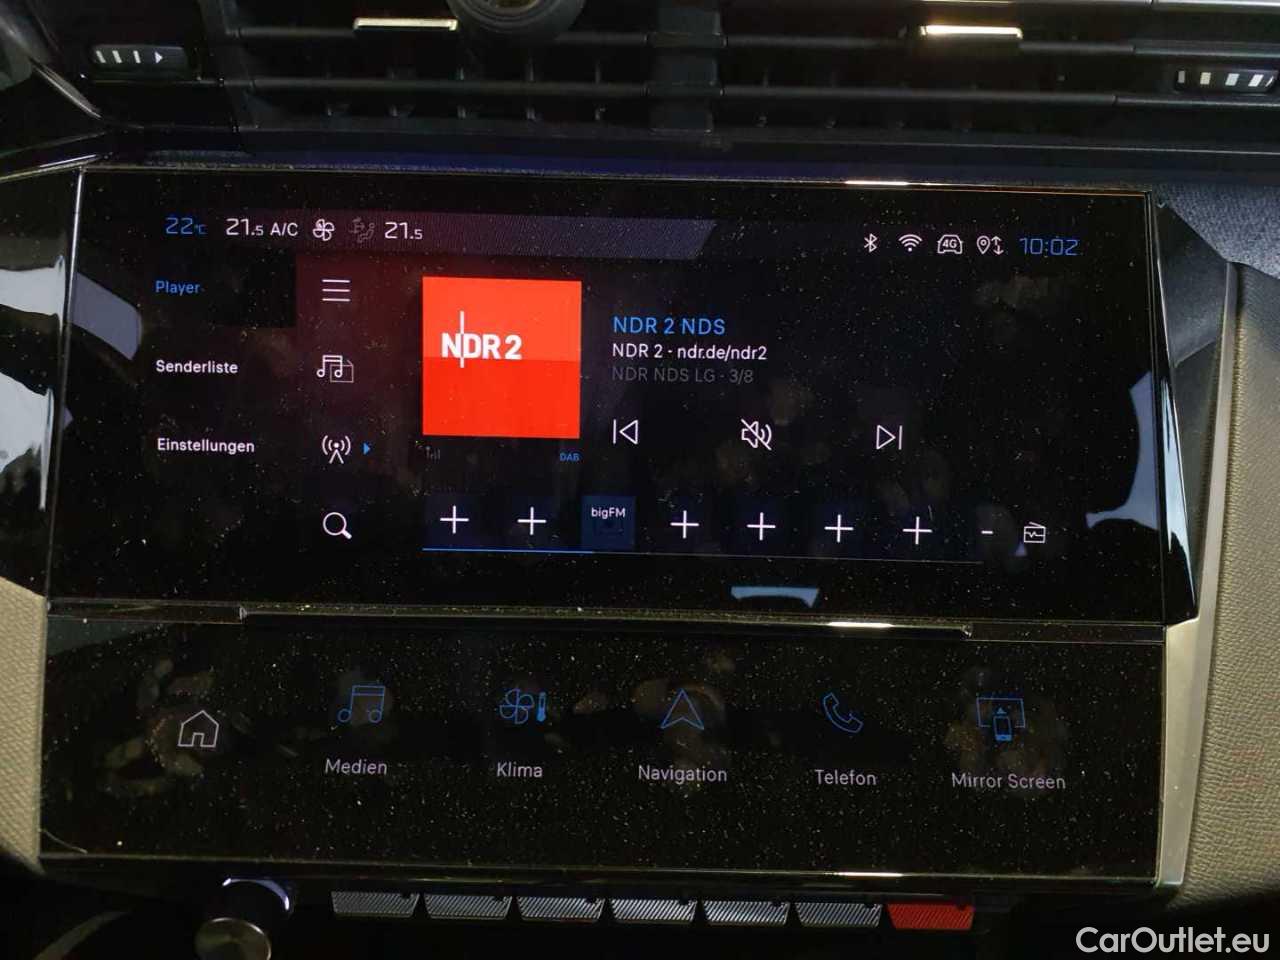 22°C 21.5 A/C 21.5 4G 10:02
Player
Senderliste
Einstellungen
NDR 2
DAB
NDR 2 NDS
NDR 2 - ndr.de/ndr2
NDR NDS LG - 3/8
bigFM
Medien
Klima
Navigation
Telefon
Mirror Screen
CarOutlet.eu